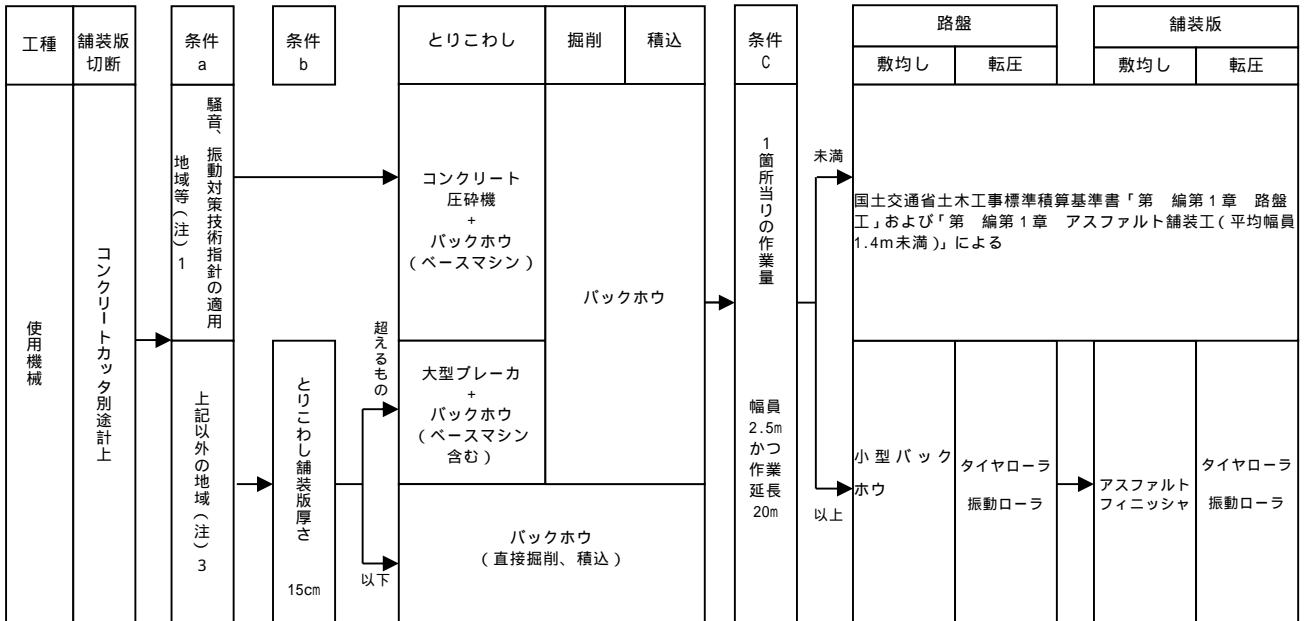 工種
舗装版
切断
条件
a
条件
b
とりこわし
掘削
積込
条件
C
路盤
敷均し
転圧
舗装版
敷均し
転圧
使用機械
コンクリートカッタ別途計上
騒音、振動対策技術指針の適用
地域等(注)1
上記以外の地域(注)3
とりこわし舗装版厚さ
15cm
超えるもの
以下
コンクリート
圧砕機
+
バックホウ
(ベースマシン)
大型ブレーカ
+
バックホウ
(ベースマシン
含む)
バックホウ
バックホウ
(直接掘削、積込)
1箇所当りの作業量
幅員
2.5m
かつ
作業
延長
20m
未満
以上
国土交通省土木工事標準積算基準書「第 編第1章 路盤
工」および「第 編第1章 アスファルト舗装工(平均幅員
1.4m未満)」による
小型バック
ホウ
タイヤローラ
振動ローラ
アスファルト
フィニッシャ
タイヤローラ
振動ローラ